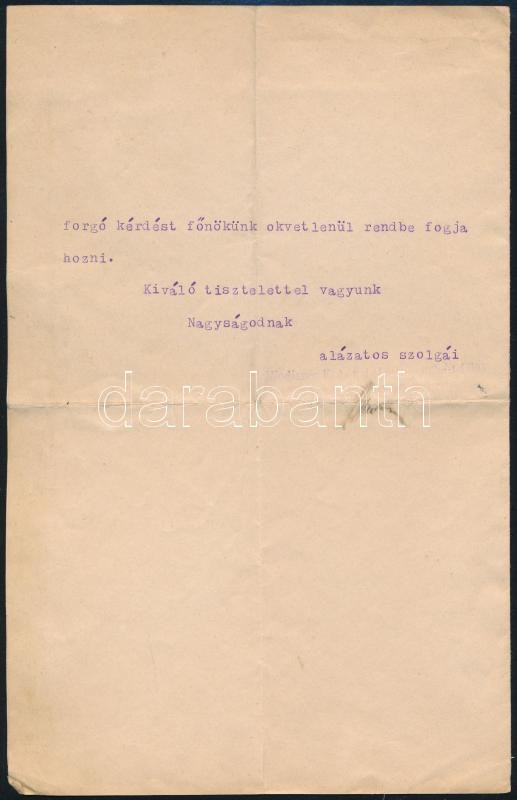 forgó kérdést főnökünk okvetlenül rendbe fogja
hozni.
Kiváló tisztelettel vagyunk
Nagyságodnak
alázatos szolgái
darabanth